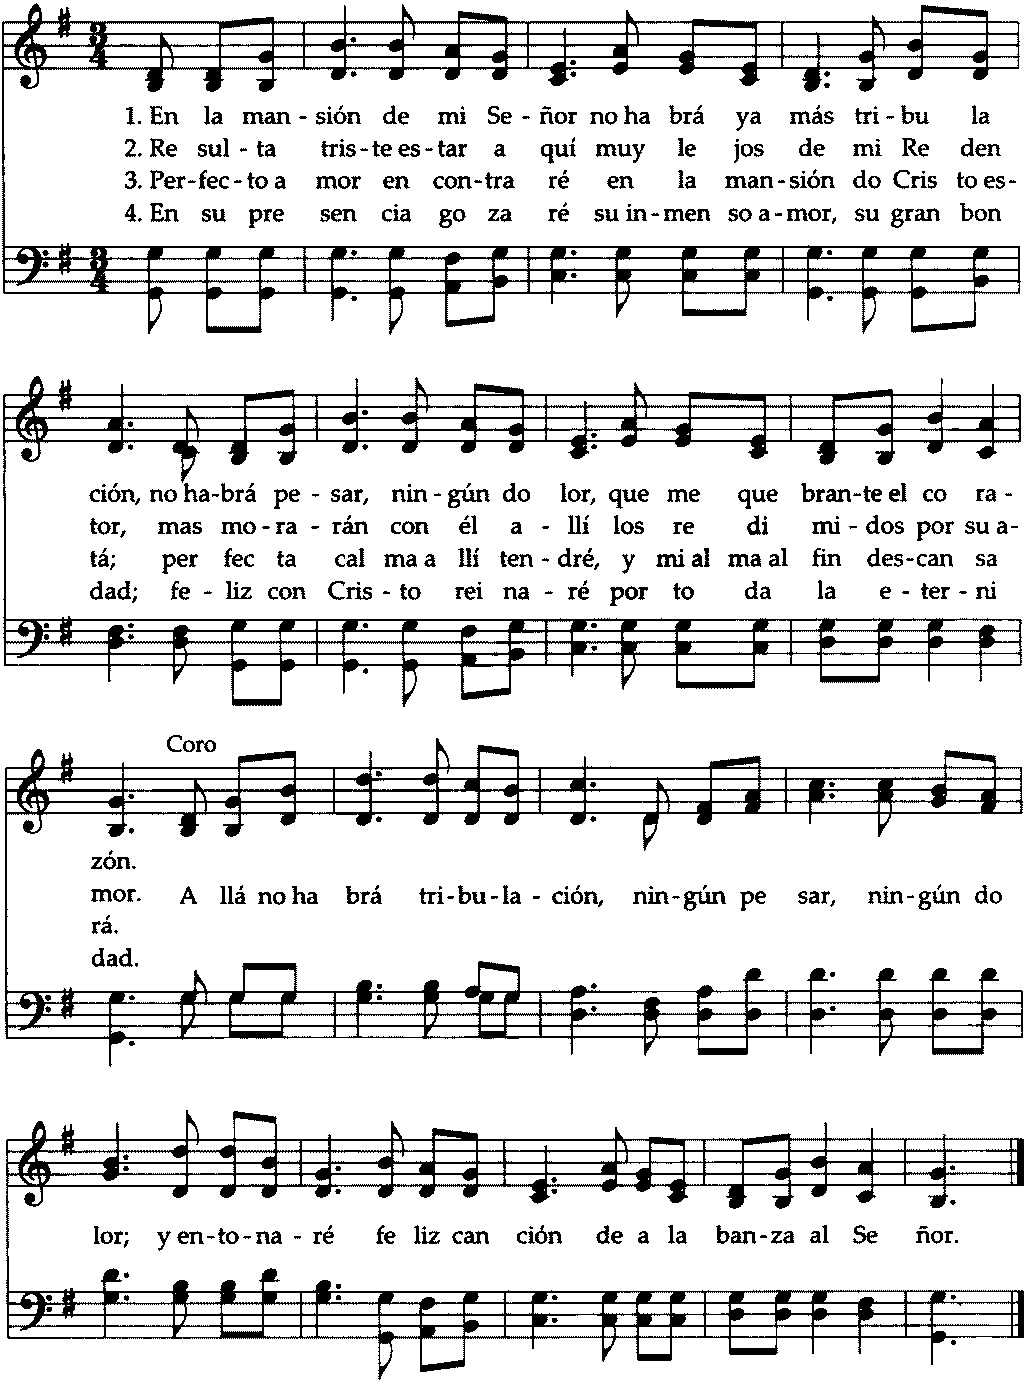 1. En la man- sión de mi Se- ñor no ha brá ya más tri- bu la
2. Re sul- ta tris- te es- tar a quí muy le jos de mi Re den
3. Per- fec- to a mor en con- tra ré en la man- sión do Cris to es-
4. En su pre sen cia go za ré su in- men so a- mor, su gran bon
ción, no ha- brá pe- sar, nin- gún do lor, que me que bran- te el co ra-
tor, mas mo- ra- rán con él a- llí los re di mi- dos por su a-
tá; per fec ta cal ma a llí ten- dré, y mi al ma al fin des- can sa
dad; fe- liz con Cris- to rei na- ré por to da la e- ter- ni
Coro
zón.
mor. A llá no ha brá tri- bu- la- ción, nin- gún pe sar, nin- gún do
rá.
dad.
lor; y en- to- na- ré fe liz can ción de a la ban- za al Se ñor.